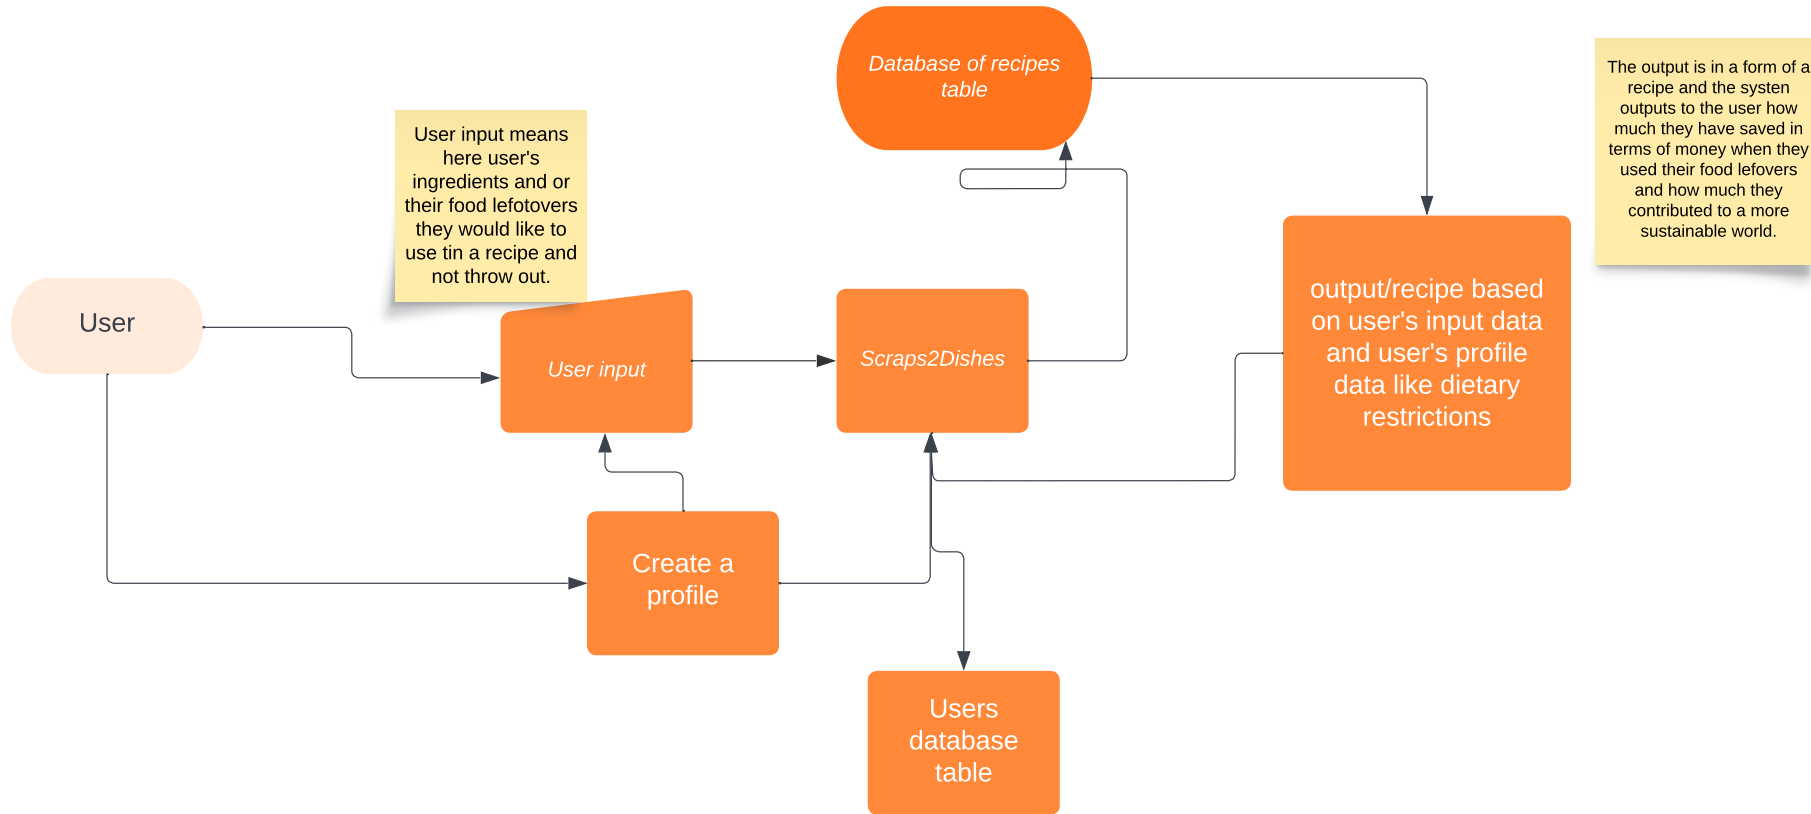 Database of recipes
table
The output is in a form of a
recipe and the systen
outputs to the user how
much they have saved in
terms of money when they
used their food lefovers
and how much they
contributed to a more
sustainable world.
User input means
here user's
ingredients and or
their food lefotovers
they would like to
use tin a recipe and
not throw out.
User
User input
Scraps2Dishes
output/recipe based
on user's input data
and user's profile
data like dietary
restrictions
Create a
profile
Users
database
table